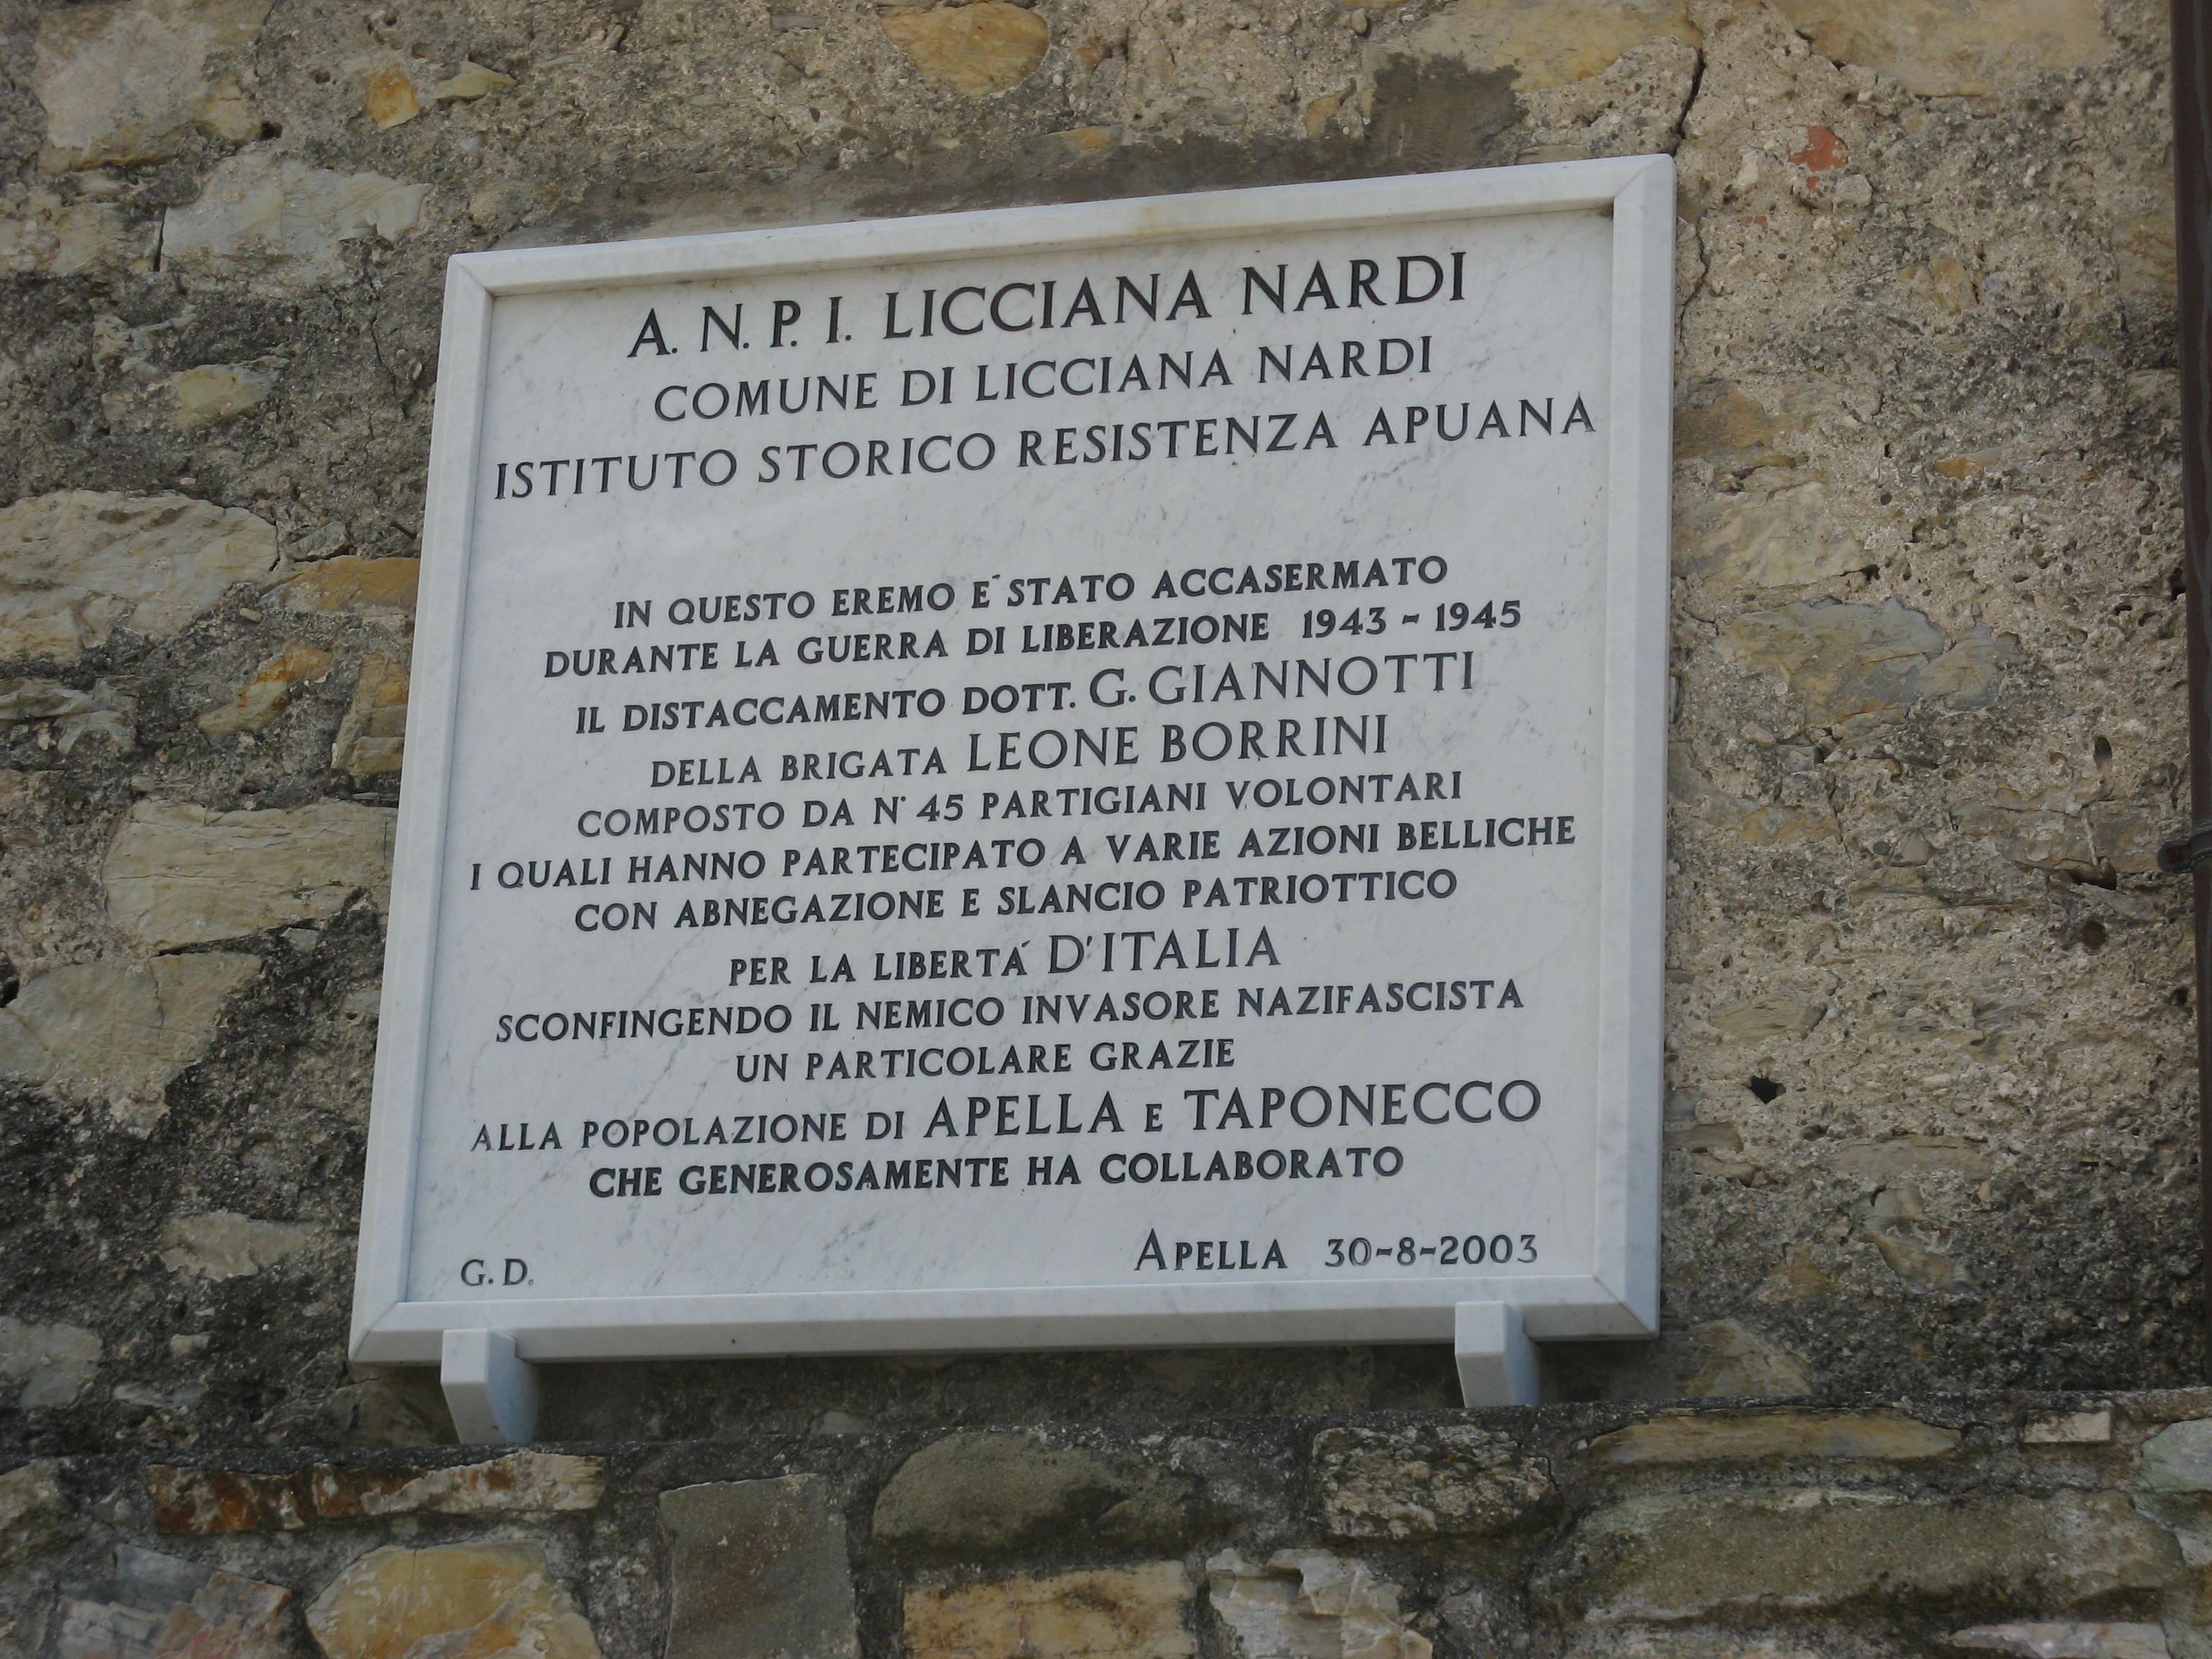 A. N. P. I. LICCIANA NARDI
COMUNE DI LICCIANA NARDI
ISTITUTO STORICO RESISTENZA APUANA
IN QUESTO EREMO E´ STATO ACCASERMATO
DURANTE LA GUERRA DI LIBERAZIONE 1943 - 1945
IL DISTACCAMENTO DOTT. G. GIANNOTTI
DELLA BRIGATA LEONE BORRINI
COMPOSTO DA N° 45 PARTIGIANI VOLONTARI
I QUALI HANNO PARTECIPATO A VARIE AZIONI BELLICHE
CON ABNEGAZIONE E SLANCIO PATRIOTTICO
PER LA LIBERTA´ D'ITALIA
SCONFINGENDO IL NEMICO INVASORE NAZIFASCISTA
UN PARTICOLARE GRAZIE
ALLA POPOLAZIONE DI APELLA E TAPONECCO
CHE GENEROSAMENTE HA COLLABORATO
APELLA 30-8-2003
G. D.